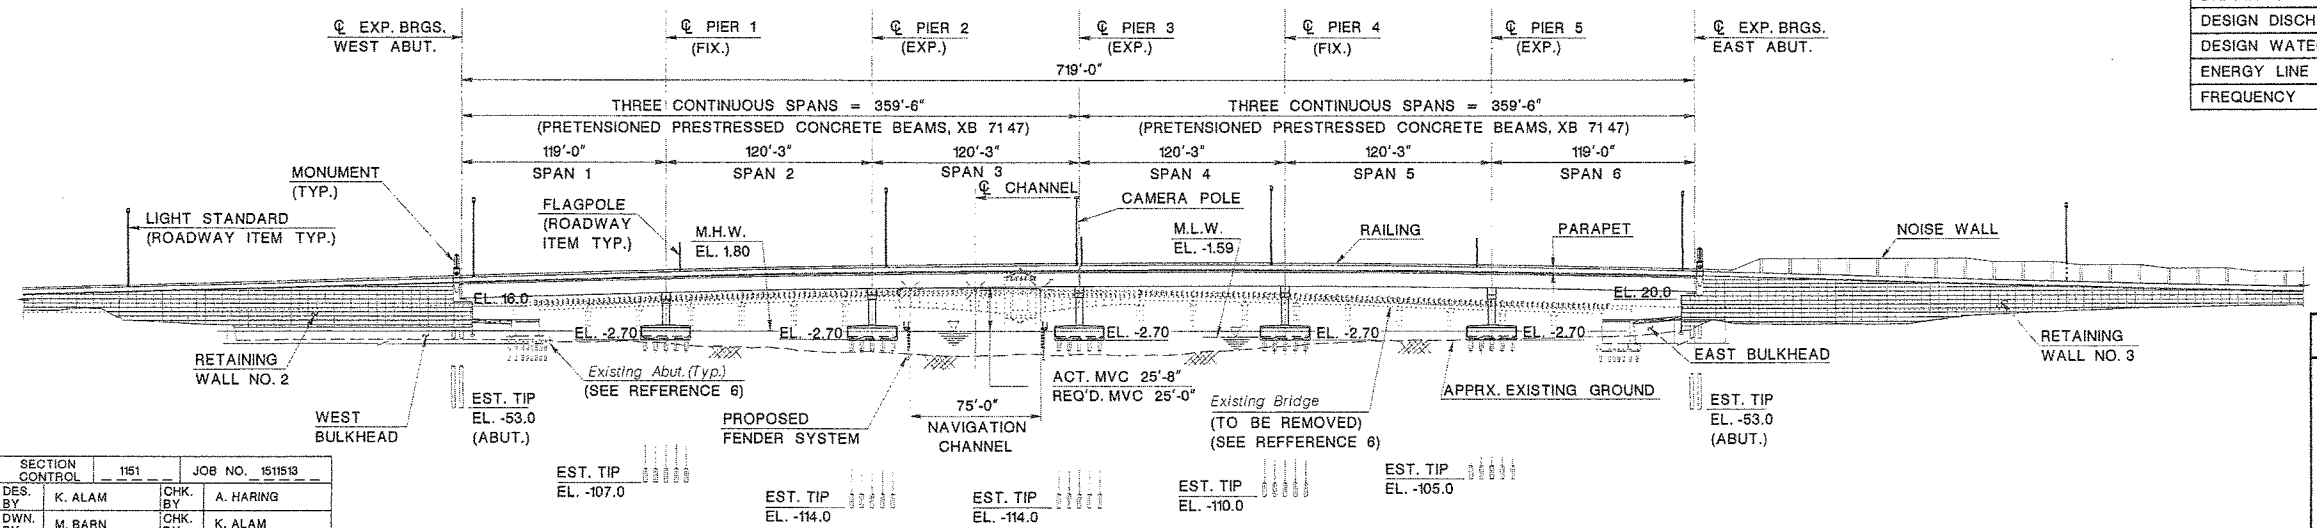 ℄ EXP. BRGS.
WEST ABUT.
℄ PIER 1
(FIX.)
℄ PIER 2
(EXP.)
℄ PIER 3
(EXP.)
℄ PIER 4
(FIX.)
℄ PIER 5
(EXP.)
℄ EXP. BRGS.
EAST ABUT.
DESIGN DISCH
DESIGN WATE
ENERGY LINE
FREQUENCY
719'-0"
THREE CONTINUOUS SPANS = 359'-6"
(PRETENSIONED PRESTRESSED CONCRETE BEAMS, XB 71 47)
THREE CONTINUOUS SPANS = 359'-6"
(PRETENSIONED PRESTRESSED CONCRETE BEAMS, XB 71 47)
119'-0"
SPAN 1
120'-3"
SPAN 2
120'-3"
SPAN 3
120'-3"
SPAN 4
120'-3"
SPAN 5
119'-0"
SPAN 6
MONUMENT
(TYP.)
℄ CHANNEL
LIGHT STANDARD
(ROADWAY ITEM TYP.)
FLAGPOLE
(ROADWAY
ITEM TYP.)
M.H.W.
EL. 1.80
CAMERA POLE
M.L.W.
EL. -1.59
RAILING
PARAPET
NOISE WALL
EL. 16.0
EL. 20.0
EL. -2.70
EL. -2.70
EL. -2.70
EL. -2.70
EL. -2.70
RETAINING
WALL NO. 2
WEST
BULKHEAD
Existing Abut. (Typ.)
(SEE REFERENCE 6)
EST. TIP
EL. -53.0
(ABUT.)
PROPOSED
FENDER SYSTEM
75'-0"
NAVIGATION
CHANNEL
ACT. MVC 25'-8"
REQ'D. MVC 25'-0"
Existing Bridge
(TO BE REMOVED)
(SEE REFFERENCE 6)
APPRX. EXISTING GROUND
EAST BULKHEAD
RETAINING
WALL NO. 3
EST. TIP
EL. -53.0
(ABUT.)
EST. TIP
EL. -107.0
EST. TIP
EL. -114.0
EST. TIP
EL. -114.0
EST. TIP
EL. -110.0
EST. TIP
EL. -105.0
SECTION CONTROL 1151 JOB NO. 1511513
DES. BY K. ALAM CHK. BY A. HARING
DWN. M. BARN CHK. K. ALAM